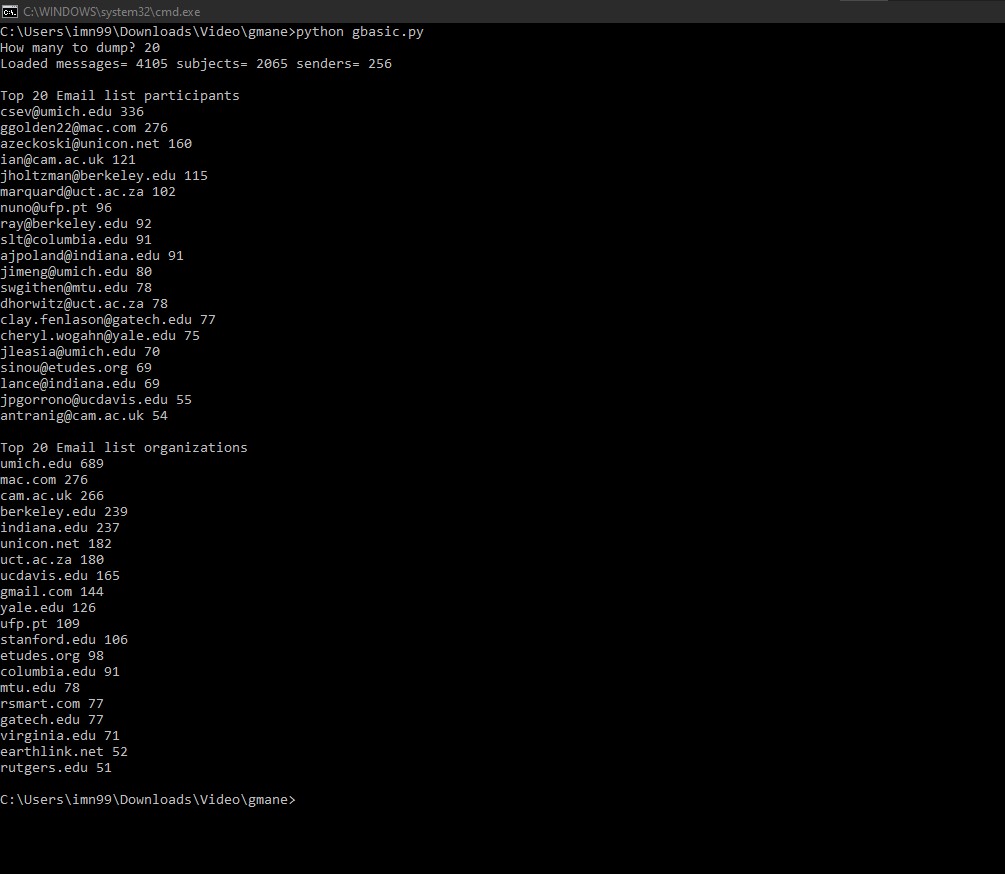 C:\WINDOWS\system32\cmd.exe
C:\Users\imn99\Downloads\Video\gmane>python gbasic.py
How many to dump? 20
Loaded messages= 4105 subjects= 2065 senders= 256
Top 20 Email list participants
csev@umich.edu 336
ggolden22@mac.com 276
azeckoski@unicon.net 160
ian@cam.ac.uk 121
jholtzman@berkeley.edu 115
marquard@uct.ac.za 102
nuno@ufp.pt 96
ray@berkeley.edu 92
slt@columbia.edu 91
ajpoland@indiana.edu 91
jimeng@umich.edu 80
swgithen@mtu.edu 78
dhorwitz@uct.ac.za 78
clay.fenlason@gatech.edu 77
cheryl.wogahn@yale.edu 75
jleasia@umich.edu 70
sinou@etudes.org 69
lance@indiana.edu 69
jpgorrono@ucdavis.edu 55
antranig@cam.ac.uk 54
Top 20 Email list organizations
umich.edu 689
mac.com 276
cam.ac.uk 266
berkeley.edu 239
indiana.edu 237
unicon.net 182
uct.ac.za 180
ucdavis.edu 165
gmail.com 144
yale.edu 126
ufp.pt 109
stanford.edu 106
etudes.org 98
columbia.edu 91
mtu.edu 78
rsmart.com 77
gatech.edu 77
virginia.edu 71
earthlink.net 52
rutgers.edu 51
C:\Users\imn99\Downloads\Video\gmane>